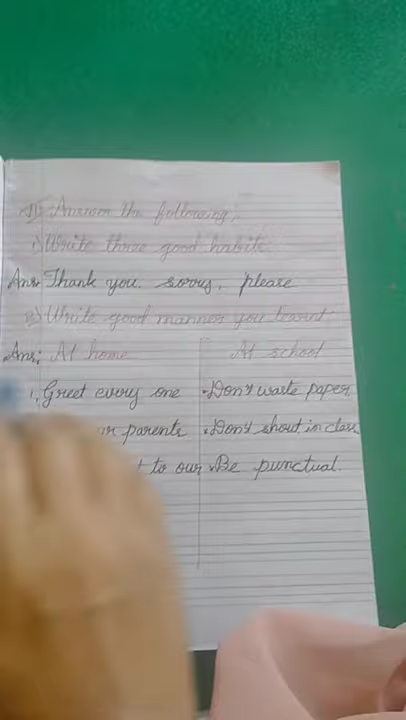 Answer the following.
i) Write three good habits.
Ans: Thank you. sorry, please
Write good manners you learnt
Ans: At home
At school
1. Greet every one
• Don't waste paper
parents
• Don't shout in class
to our
• Be punctual.